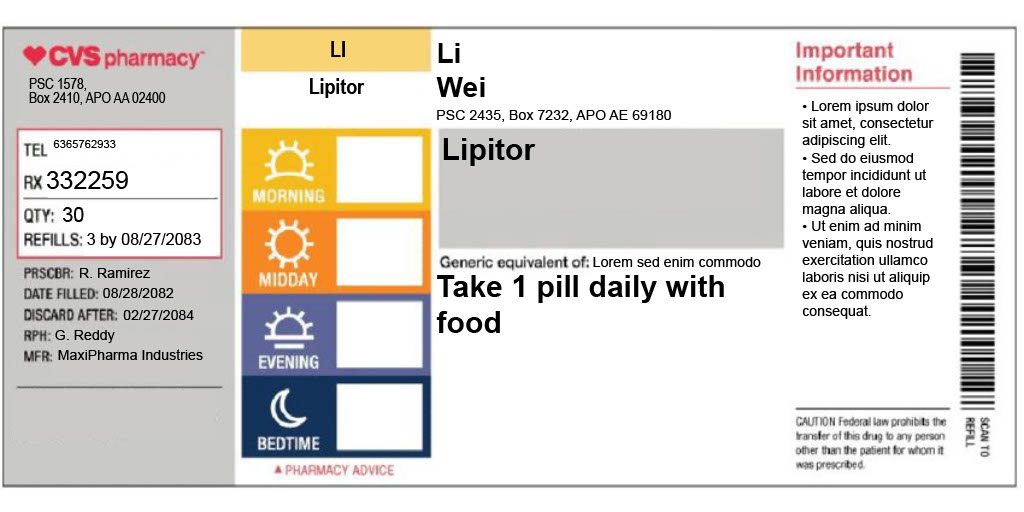 CVS pharmacy
PSC 1578,
Box 2410, APO AA 02400
TEL 6365762933
RX 332259
QTY: 30
REFILLS: 3 by 08/27/2083
PRSCBR: R. Ramirez
DATE FILLED: 08/28/2082
DISCARD AFTER: 02/27/2084
RPH: G. Reddy
MFR: MaxiPharma Industries
LI
Lipitor
MORNING
MIDDAY
EVENING
BEDTIME
▲ PHARMACY ADVICE
Li
Wei
PSC 2435, Box 7232, APO AE 69180
Lipitor
Generic equivalent of: Lorem sed enim commodo
Take 1 pill daily with
food
Important
Information
• Lorem ipsum dolor
sit amet, consectetur
adipiscing elit.
• Sed do eiusmod
tempor incididunt ut
labore et dolore
magna aliqua.
• Ut enim ad minim
veniam, quis nostrud
exercitation ullamco
laboris nisi ut aliquip
ex ea commodo
consequat.
CAUTION Federal law prohibits the
transfer of this drug to any person
other than the patient for whom it
was prescribed.
SCAN TO
REFILL